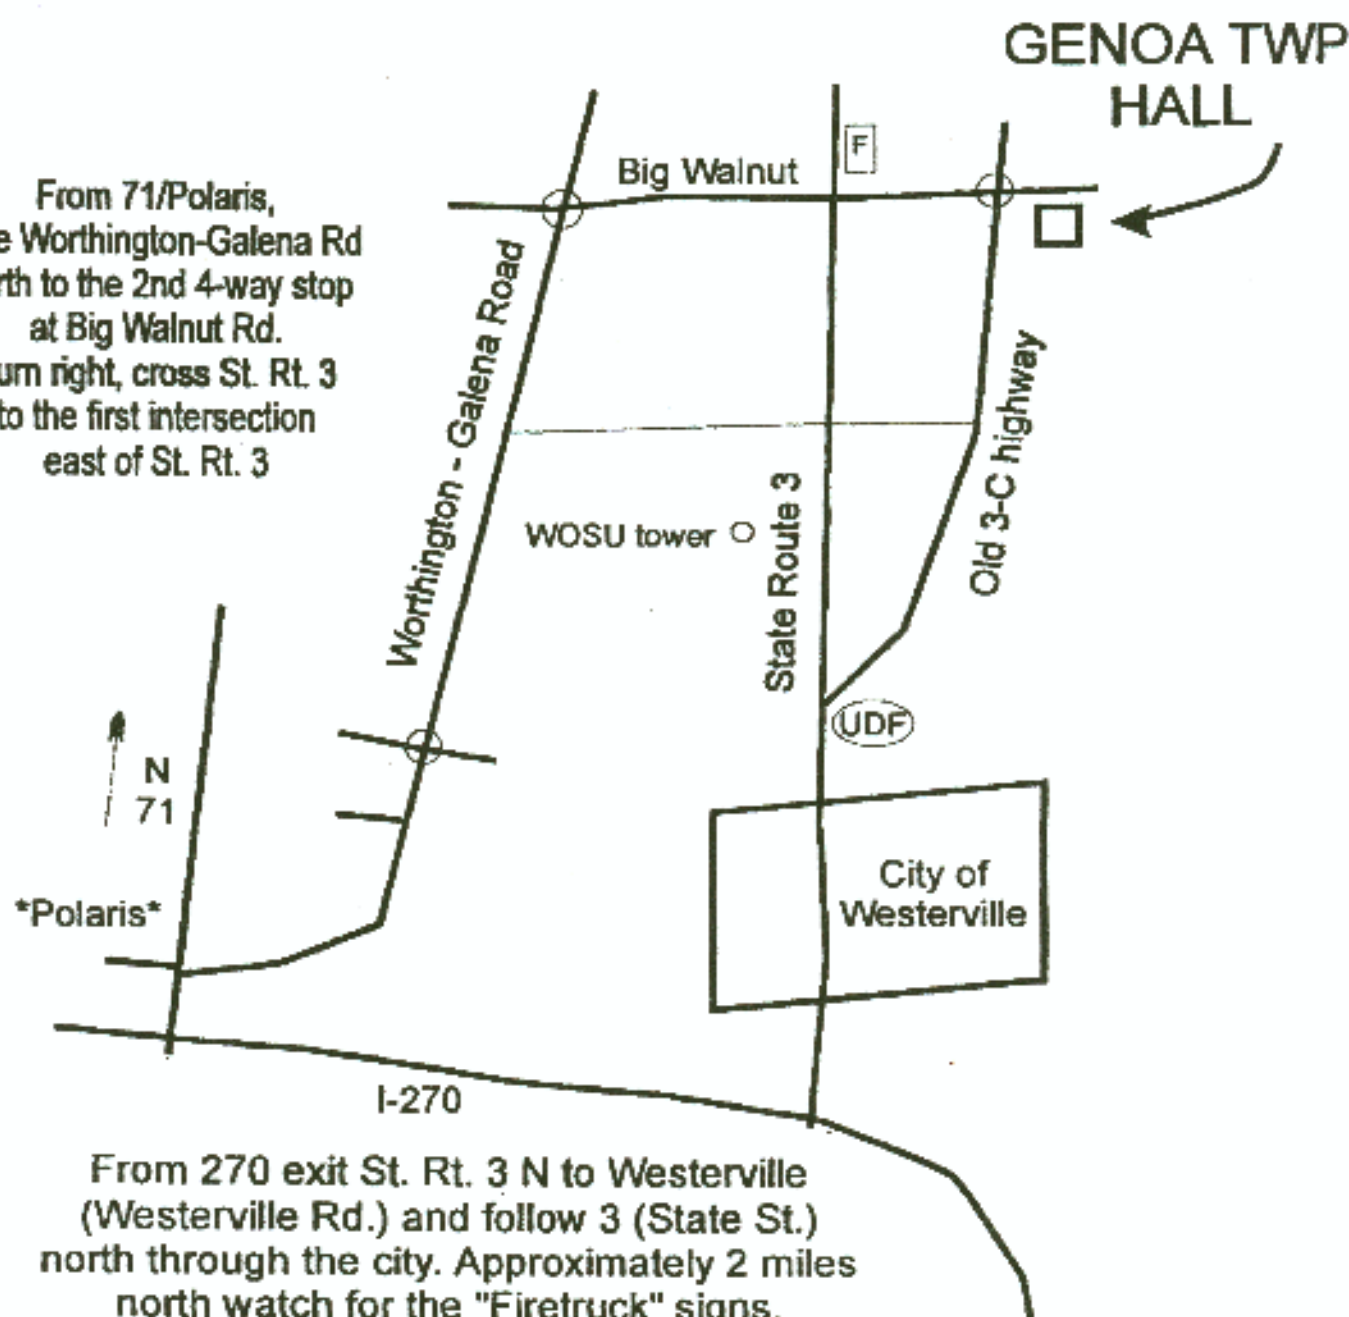 GENOA TWP
HALL
F
Big Walnut
From 71/Polaris,
e Worthington-Galena Rd
rth to the 2nd 4-way stop
at Big Walnut Rd.
urn right, cross St. Rt. 3
to the first intersection
east of St. Rt. 3
Worthington - Galena Road
Old 3-C highway
WOSU tower
State Route 3
UDF
N
71
City of
Westerville
*Polaris*
I-270
From 270 exit St. Rt. 3 N to Westerville
(Westerville Rd.) and follow 3 (State St.)
north through the city. Approximately 2 miles
north watch for the "Firetruck" signs.